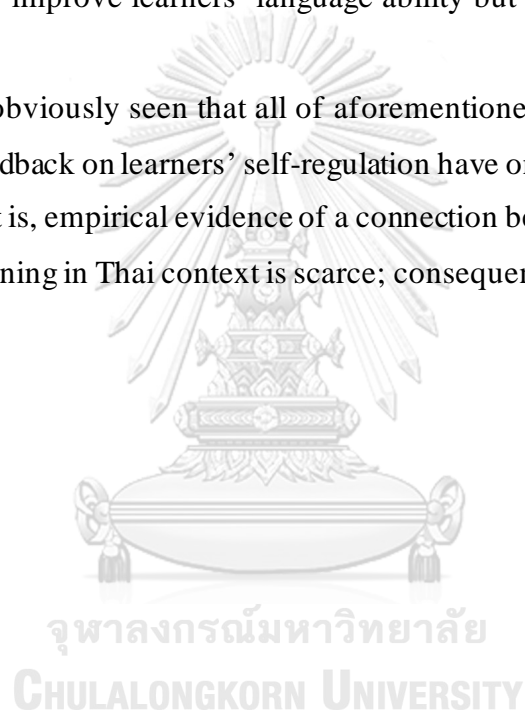 improve learners' language ability but
obviously seen that all of aforementione
edback on learners' self-regulation have or
t is, empirical evidence of a connection be
ning in Thai context is scarce; consequen
จุฬาลงกรณ์มหาวิทยาลัย
CHULALONGKORN UNIVERSITY